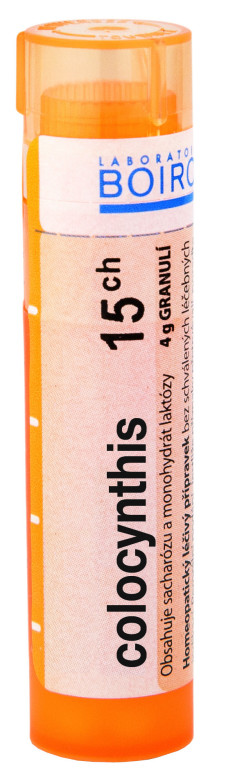 LABORATOI
BOIRO
colocynthis 15 ch
4 g GRANULÍ
Obsahuje sacharózu a monohydrát laktózy
Homeopatický léčivý přípravek bez schválených léčebných